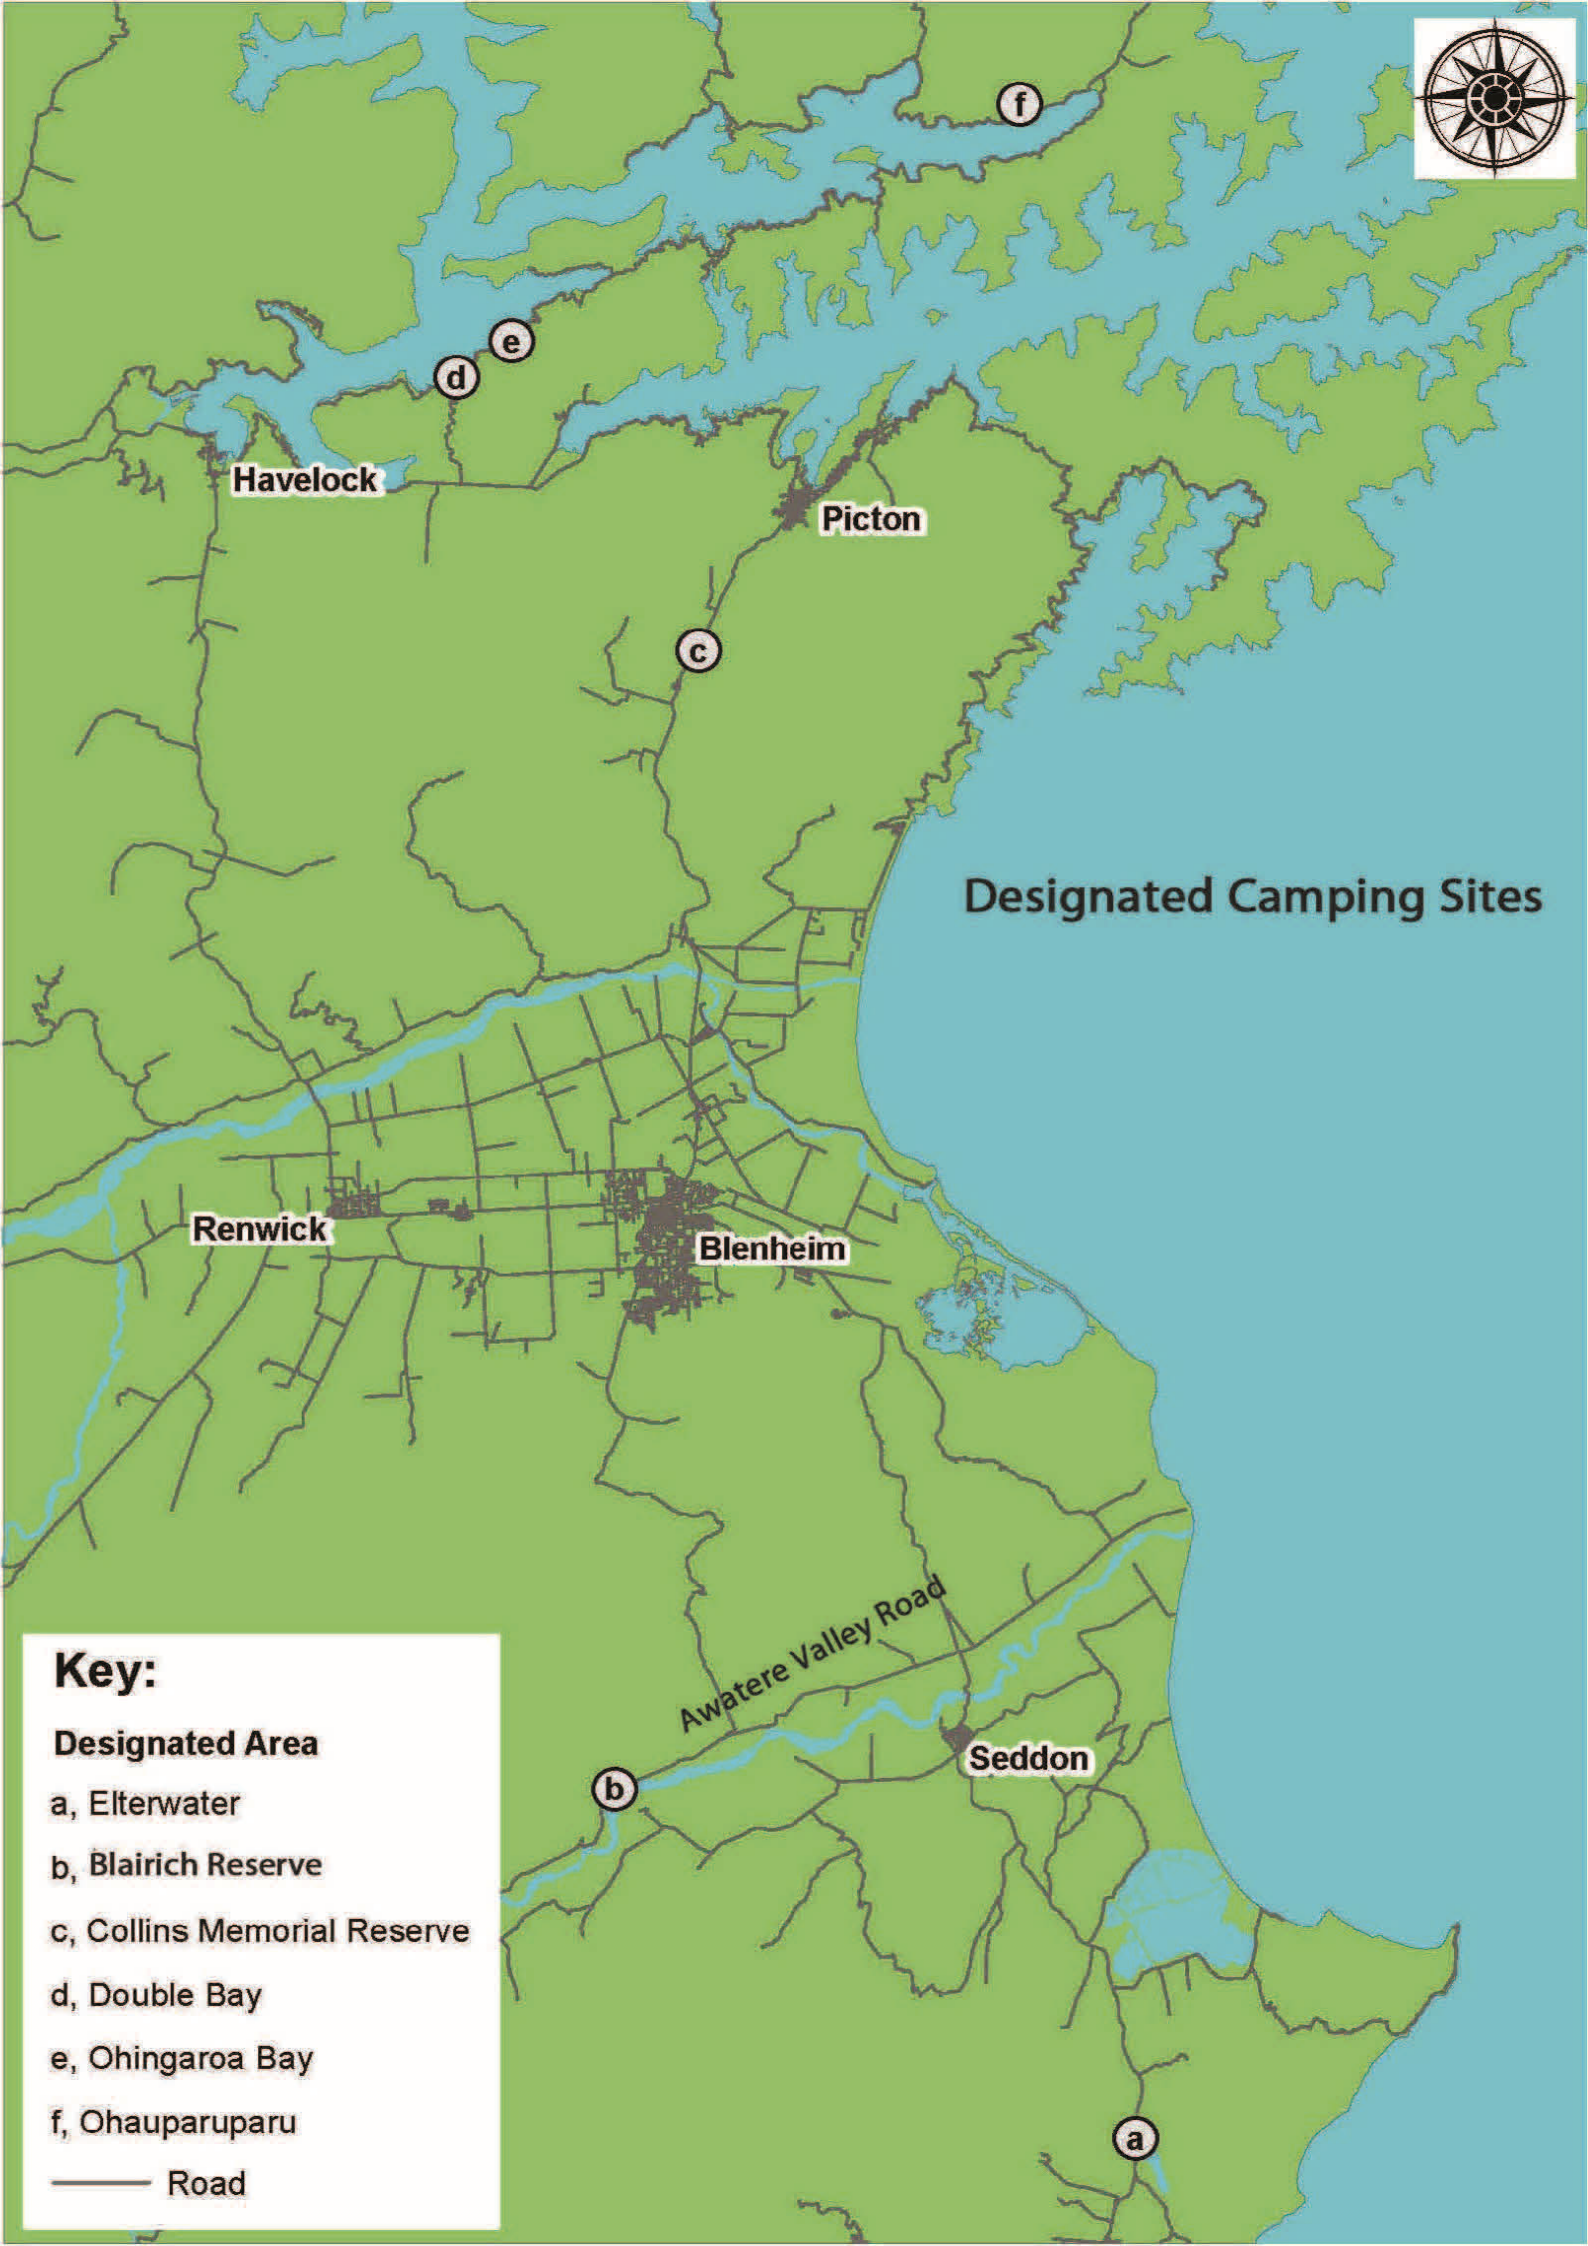 f
e
d
Havelock
Picton
c
Designated Camping Sites
Renwick
Blenheim
Awatere Valley Road
Seddon
b
a
Key:
Designated Area
a, Elterwater
b, Blairich Reserve
c, Collins Memorial Reserve
d, Double Bay
e, Ohingaroa Bay
f, Ohauparuparu
Road